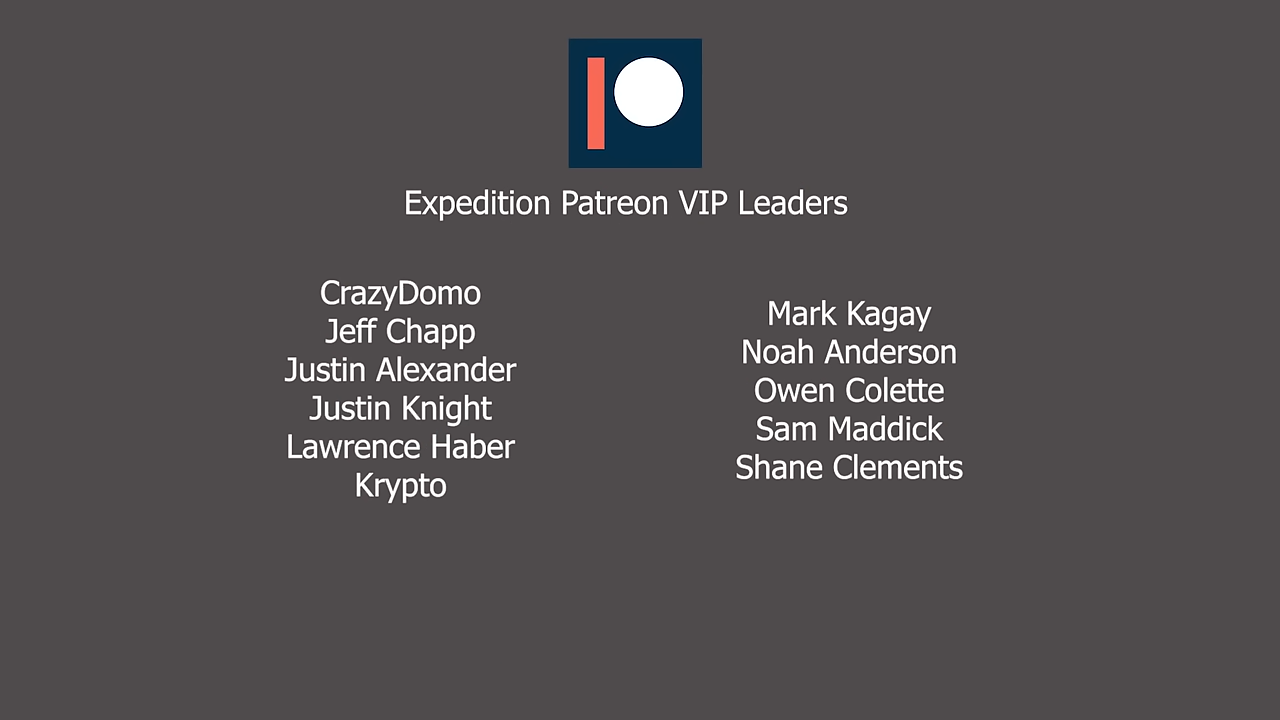 Expedition Patreon VIP Leaders
CrazyDomo
Jeff Chapp
Justin Alexander
Justin Knight
Lawrence Haber
Krypto
Mark Kagay
Noah Anderson
Owen Colette
Sam Maddick
Shane Clements